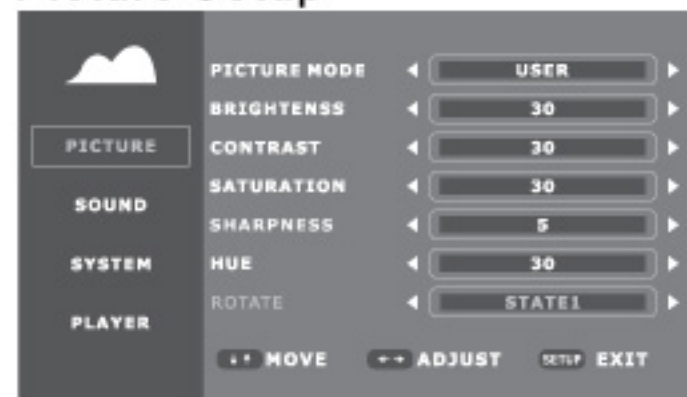 PICTURE MODE USER
BRIGHTENSS 30
PICTURE CONTRAST 30
SATURATION 30
SOUND
SHARPNESS 5
SYSTEM HUE 30
ROTATE STATE1
PLAYER
MOVE ADJUST SETUP EXIT